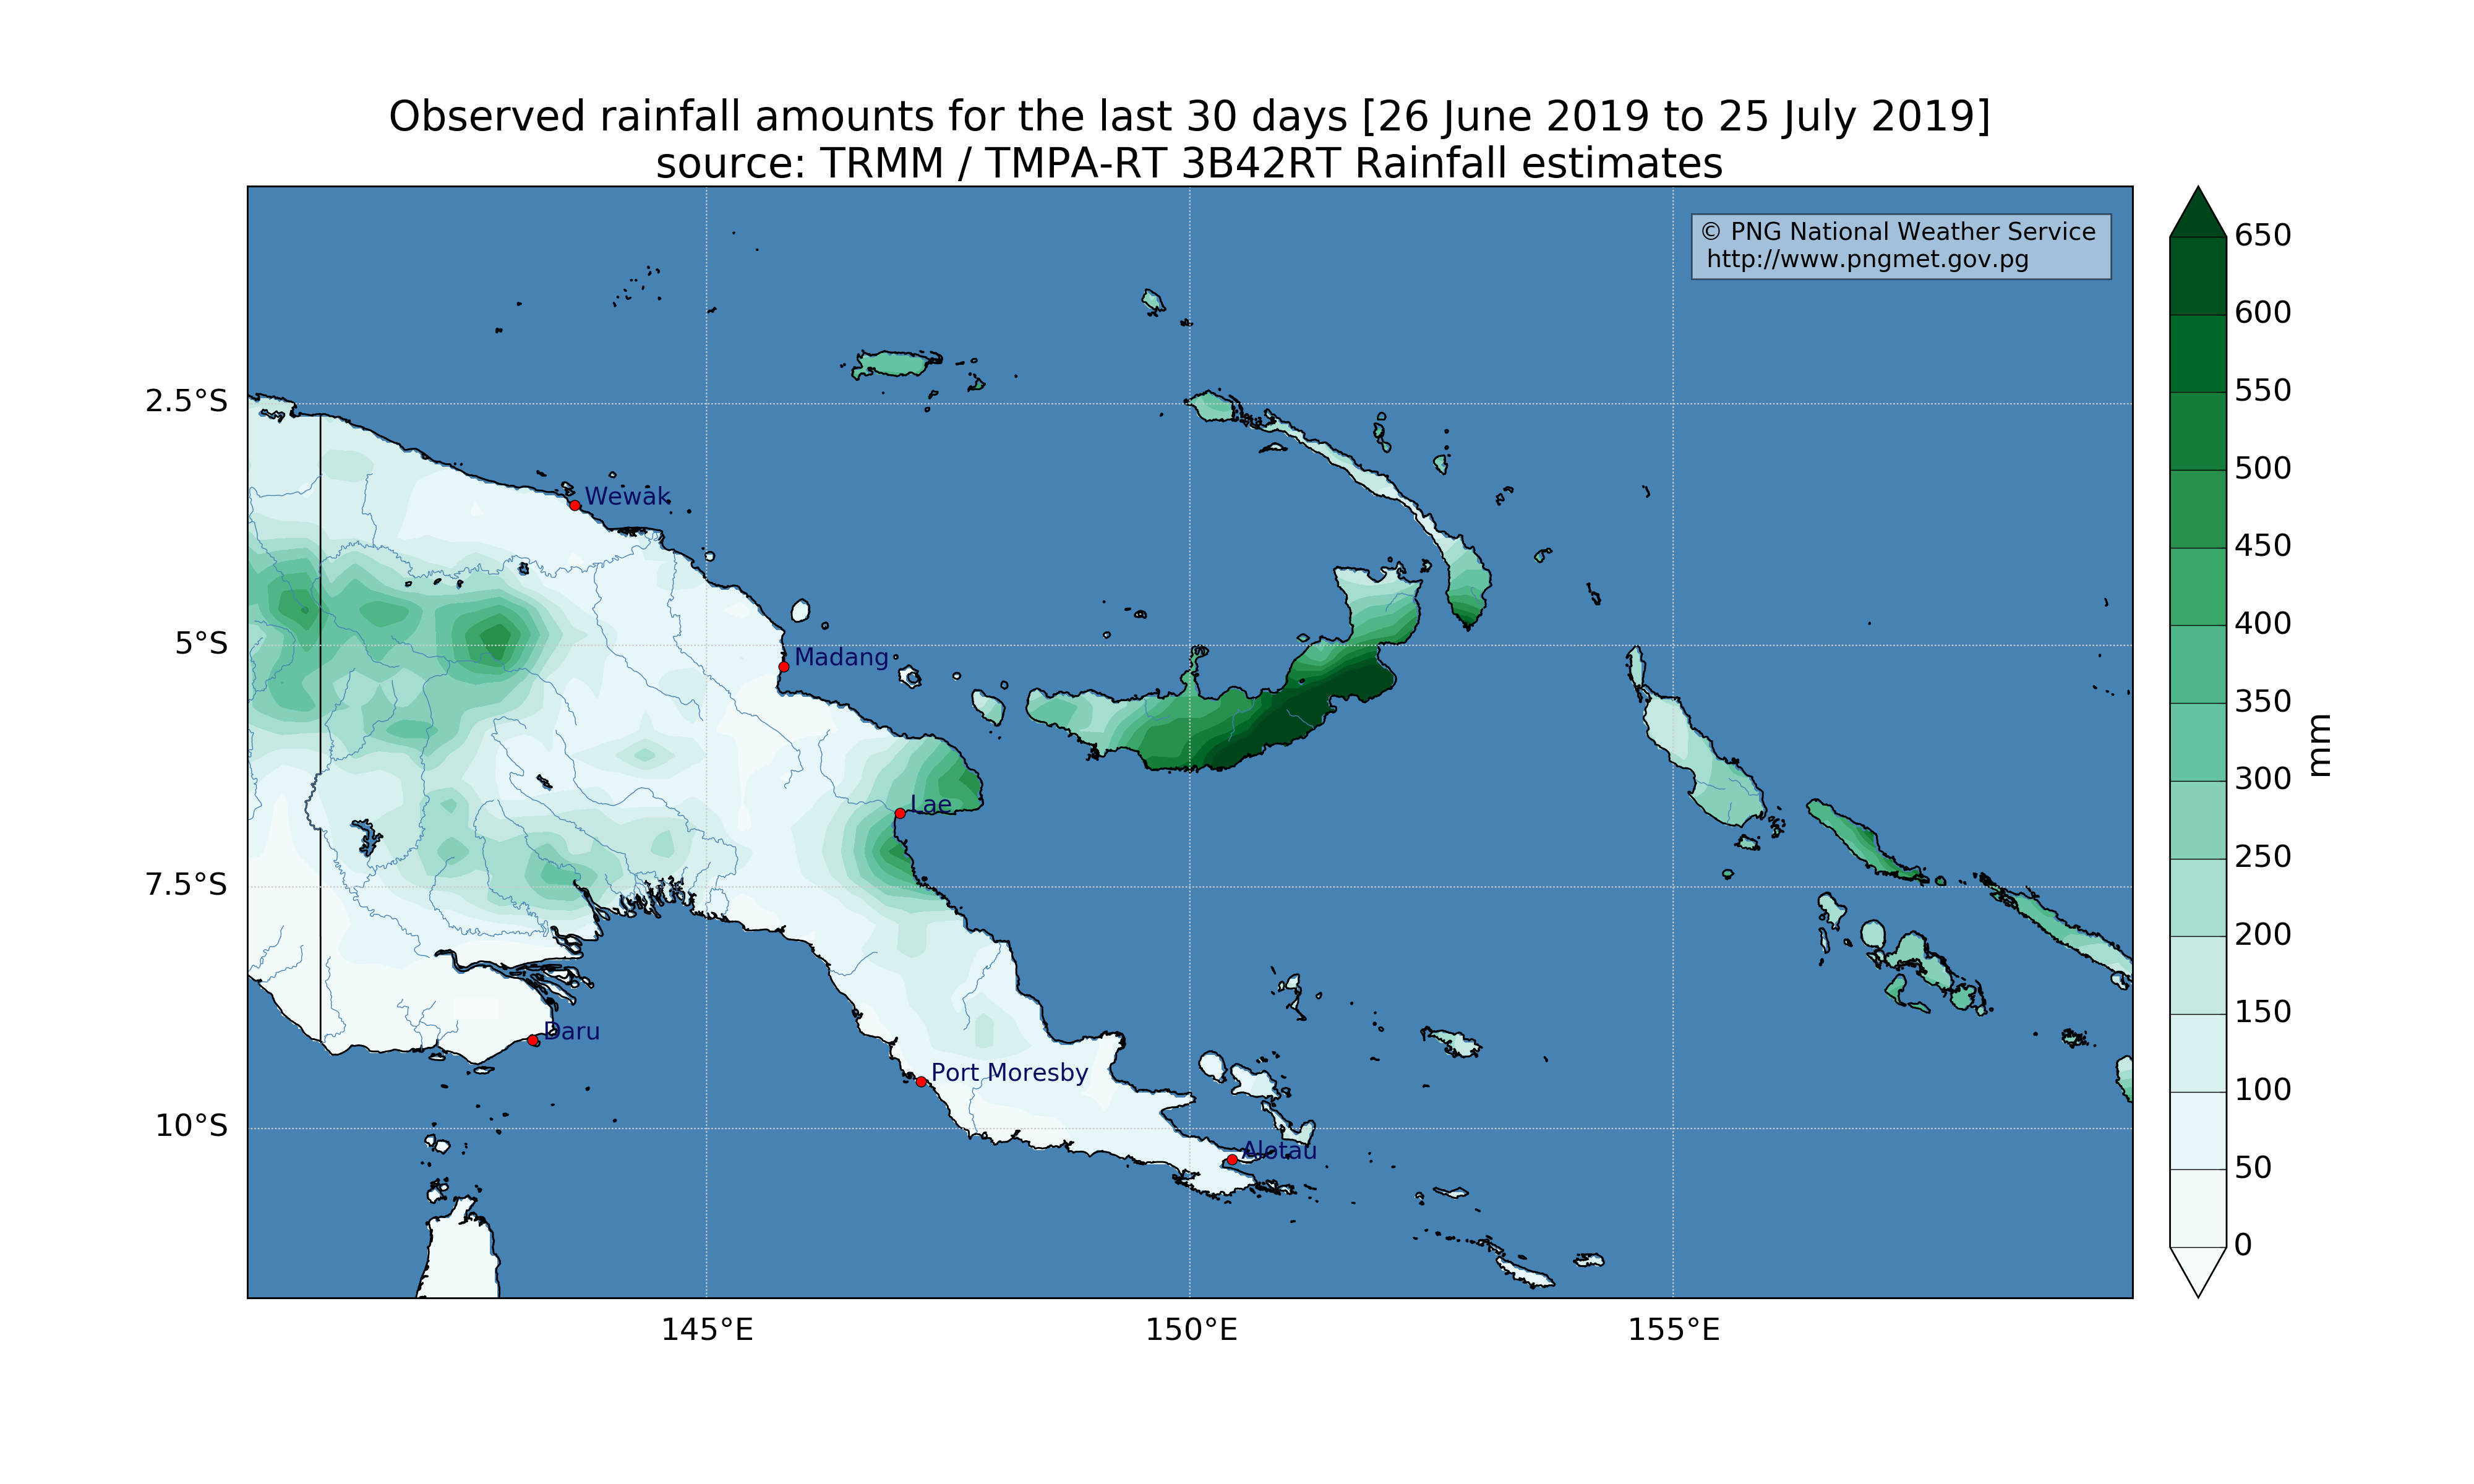 Observed rainfall amounts for the last 30 days [26 June 2019 to 25 July 2019]
source: TRMM / TMPA-RT 3B42RT Rainfall estimates
© PNG National Weather Service
http://www.pngmet.gov.pg
650
600
550
500
450
400
350
300
250
200
150
100
50
0
mm
2.5°S
5°S
7.5°S
10°S
Wewak
Madang
Lae
Daru
Port Moresby
Alotau
145°E
150°E
155°E